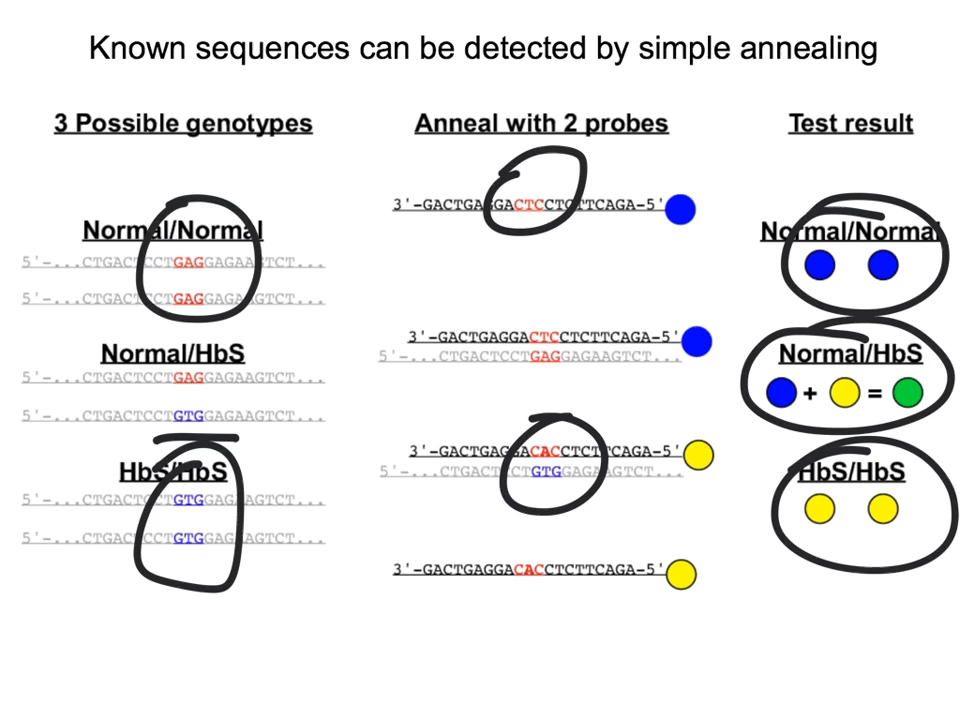 Known sequences can be detected by simple annealing
3 Possible genotypes
Normal/Normal
5'-...CTGACTCCTGAGGAGAAGTCT...
5'-...CTGACTCCTGAGGAGAAGTCT...
Normal/HbS
5'-...CTGACTCCTGAGGAGAAGTCT...
5'-...CTGACTCCTGTGGAGAAGTCT...
HbS/HbS
5'-...CTGACTCCTGTGGAGAAGTCT...
5'-...CTGACTCCTGTGGAGAAGTCT...
Anneal with 2 probes
3'-GACTGAGGACTCCTCTTCAGA-5'
3'-GACTGAGGACTCCTCTTCAGA-5'
5'-...CTGACTCCTGAGGAGAAGTCT...
3'-GACTGAGGACACCTCTTCAGA-5'
5'-...CTGACTCCTGTGGAGAAGTCT...
3'-GACTGAGGACACCTCTTCAGA-5'
Test result
Normal/Normal
Normal/HbS
+ =
HbS/HbS